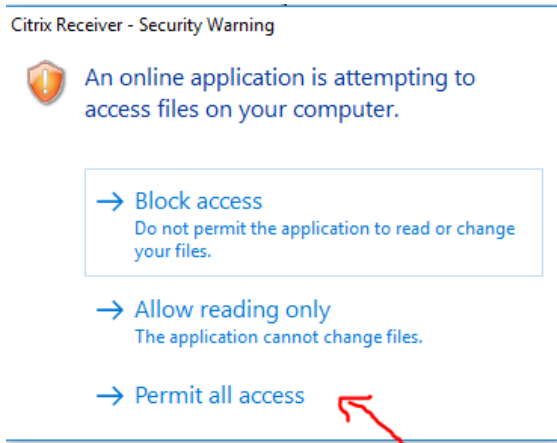 Citrix Receiver - Security Warning
An online application is attempting to
access files on your computer.
→ Block access
Do not permit the application to read or change
your files.
→ Allow reading only
The application cannot change files.
→ Permit all access